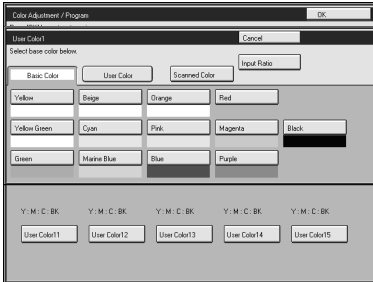 Color Adjustment / Program
OK
User Color1
Cancel
Select base color below.
Input Ratio
Basic Color
User Color
Scanned Color
Yellow
Beige
Orange
Red
Yellow Green
Cyan
Pink
Magenta
Black
Green
Marine Blue
Blue
Purple
Y : M : C : BK
Y : M : C : BK
Y : M : C : BK
Y : M : C : BK
Y : M : C : BK
User Color11
User Color12
User Color13
User Color14
User Color15